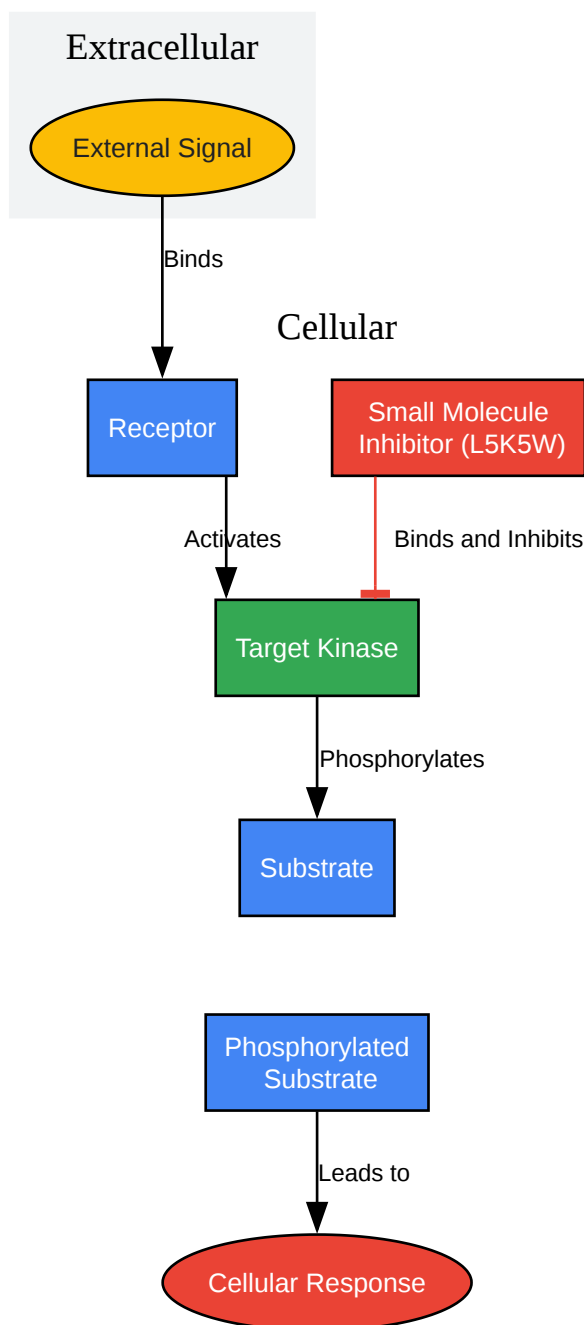 Extracellular
External Signal
Binds
Cellular
Receptor
Small Molecule
Inhibitor (L5K5W)
Activates
Binds and Inhibits
Target Kinase
Phosphorylates
Substrate
Phosphorylated
Substrate
Leads to
Cellular Response